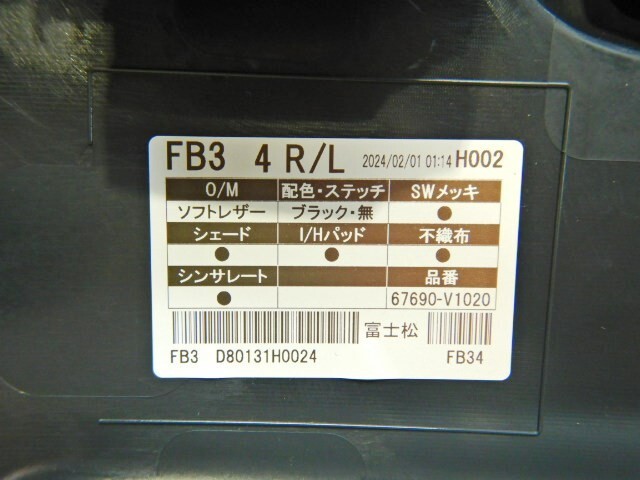 FB3 4 R/L 2024/02/01 01:14 H002
O/M 配色・ステッチ SWメッキ
ソフトレザー ブラック・無 ●
シェード I/Hパッド 不織布
● ● ●
シンサレート 品番
● 67690-V1020
富士松
FB3 D80131H0024 FB34